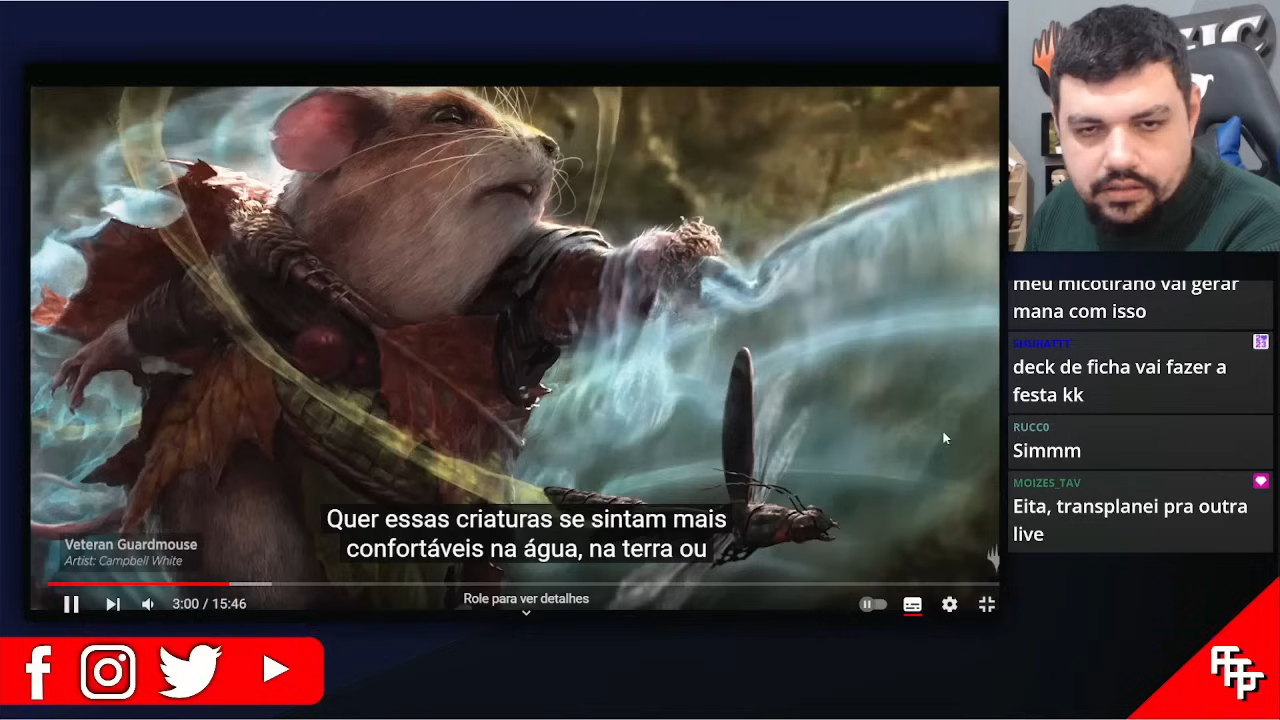 Quer essas criaturas se sintam mais
confortáveis na água, na terra ou
Veteran Guardmouse
Artist: Campbell White
3:00 / 15:46
Role para ver detalhes
meu micotirano vai gerar
mana com isso
SHURATTT
deck de ficha vai fazer a
festa kk
RUCC0
Simmm
MOIZES_TAV
Eita, transplanei pra outra
live